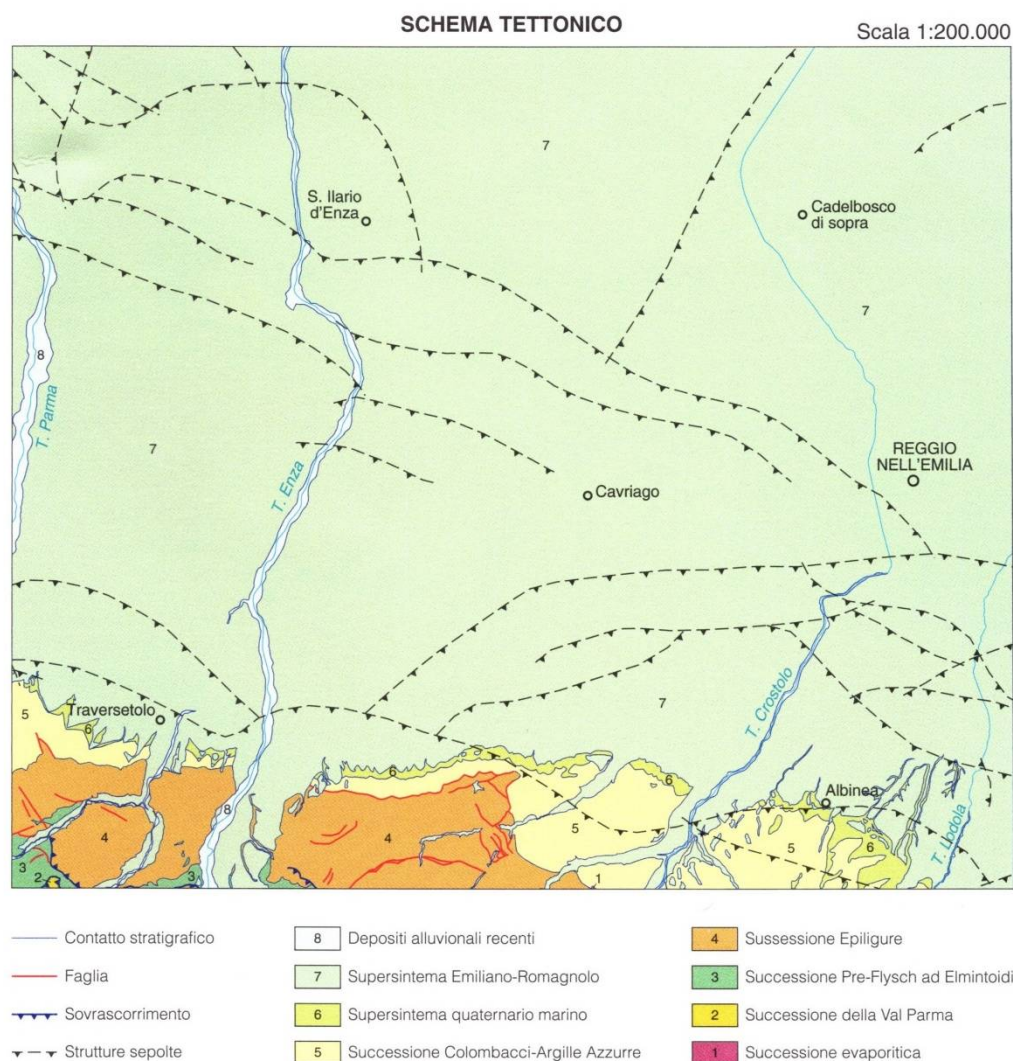 SCHEMA TETTONICO
Scala 1:200.000
7
S. Ilario
d'Enza
Cadelbosco
di sopra
7
8
T. Parma
7
T. Enza
REGGIO
NELL'EMILIA
Cavriago
5
Traversetolo
6
7
T. Crostolo
6
6
Albinea
8
4
4
5
5
6
T. Lodola
3
2
3
1
Contatto stratigrafico
Faglia
Sovrascorrimento
Strutture sepolte
8 Depositi alluvionali recenti
7 Supersintema Emiliano-Romagnolo
6 Supersintema quaternario marino
5 Successione Colombacci-Argille Azzurre
4 Sussessione Epiligure
3 Successione Pre-Flysch ad Elmintoidi
2 Successione della Val Parma
1 Successione evaporitica